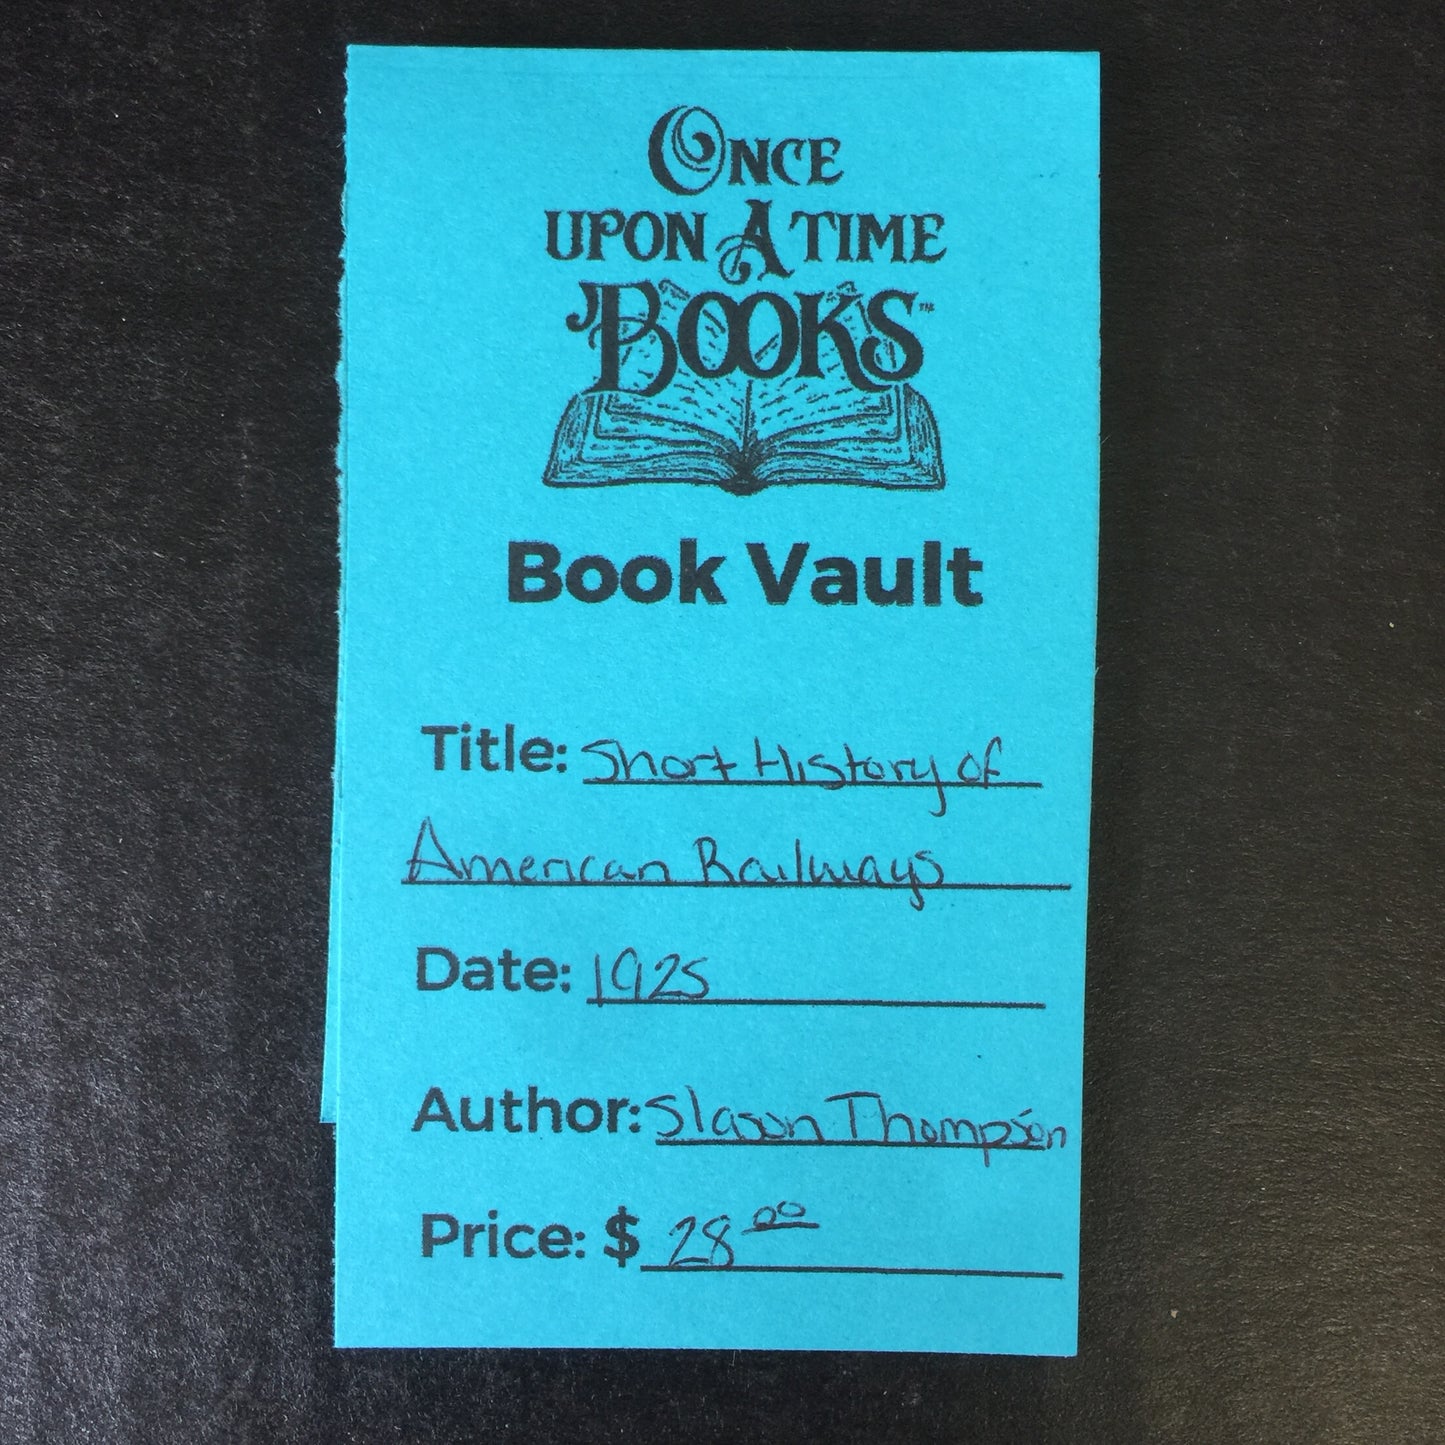 ONCE
UPON A TIME
BOOKS™
Book Vault
Title: Short History of
American Railways
Date: 1925
Author: Slason Thompson
Price: $ 28 00